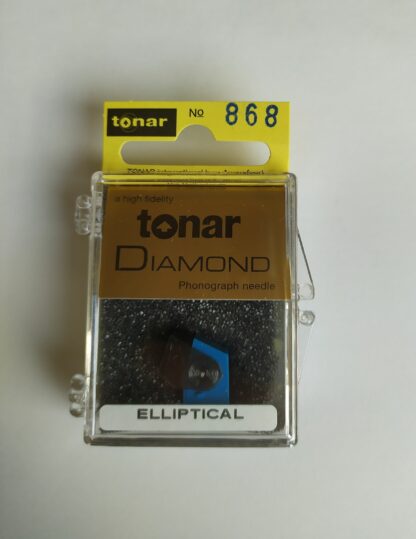 tonar No 868
a high fidelity
tonar
DIAMOND
Phonograph needle
ELLIPTICAL